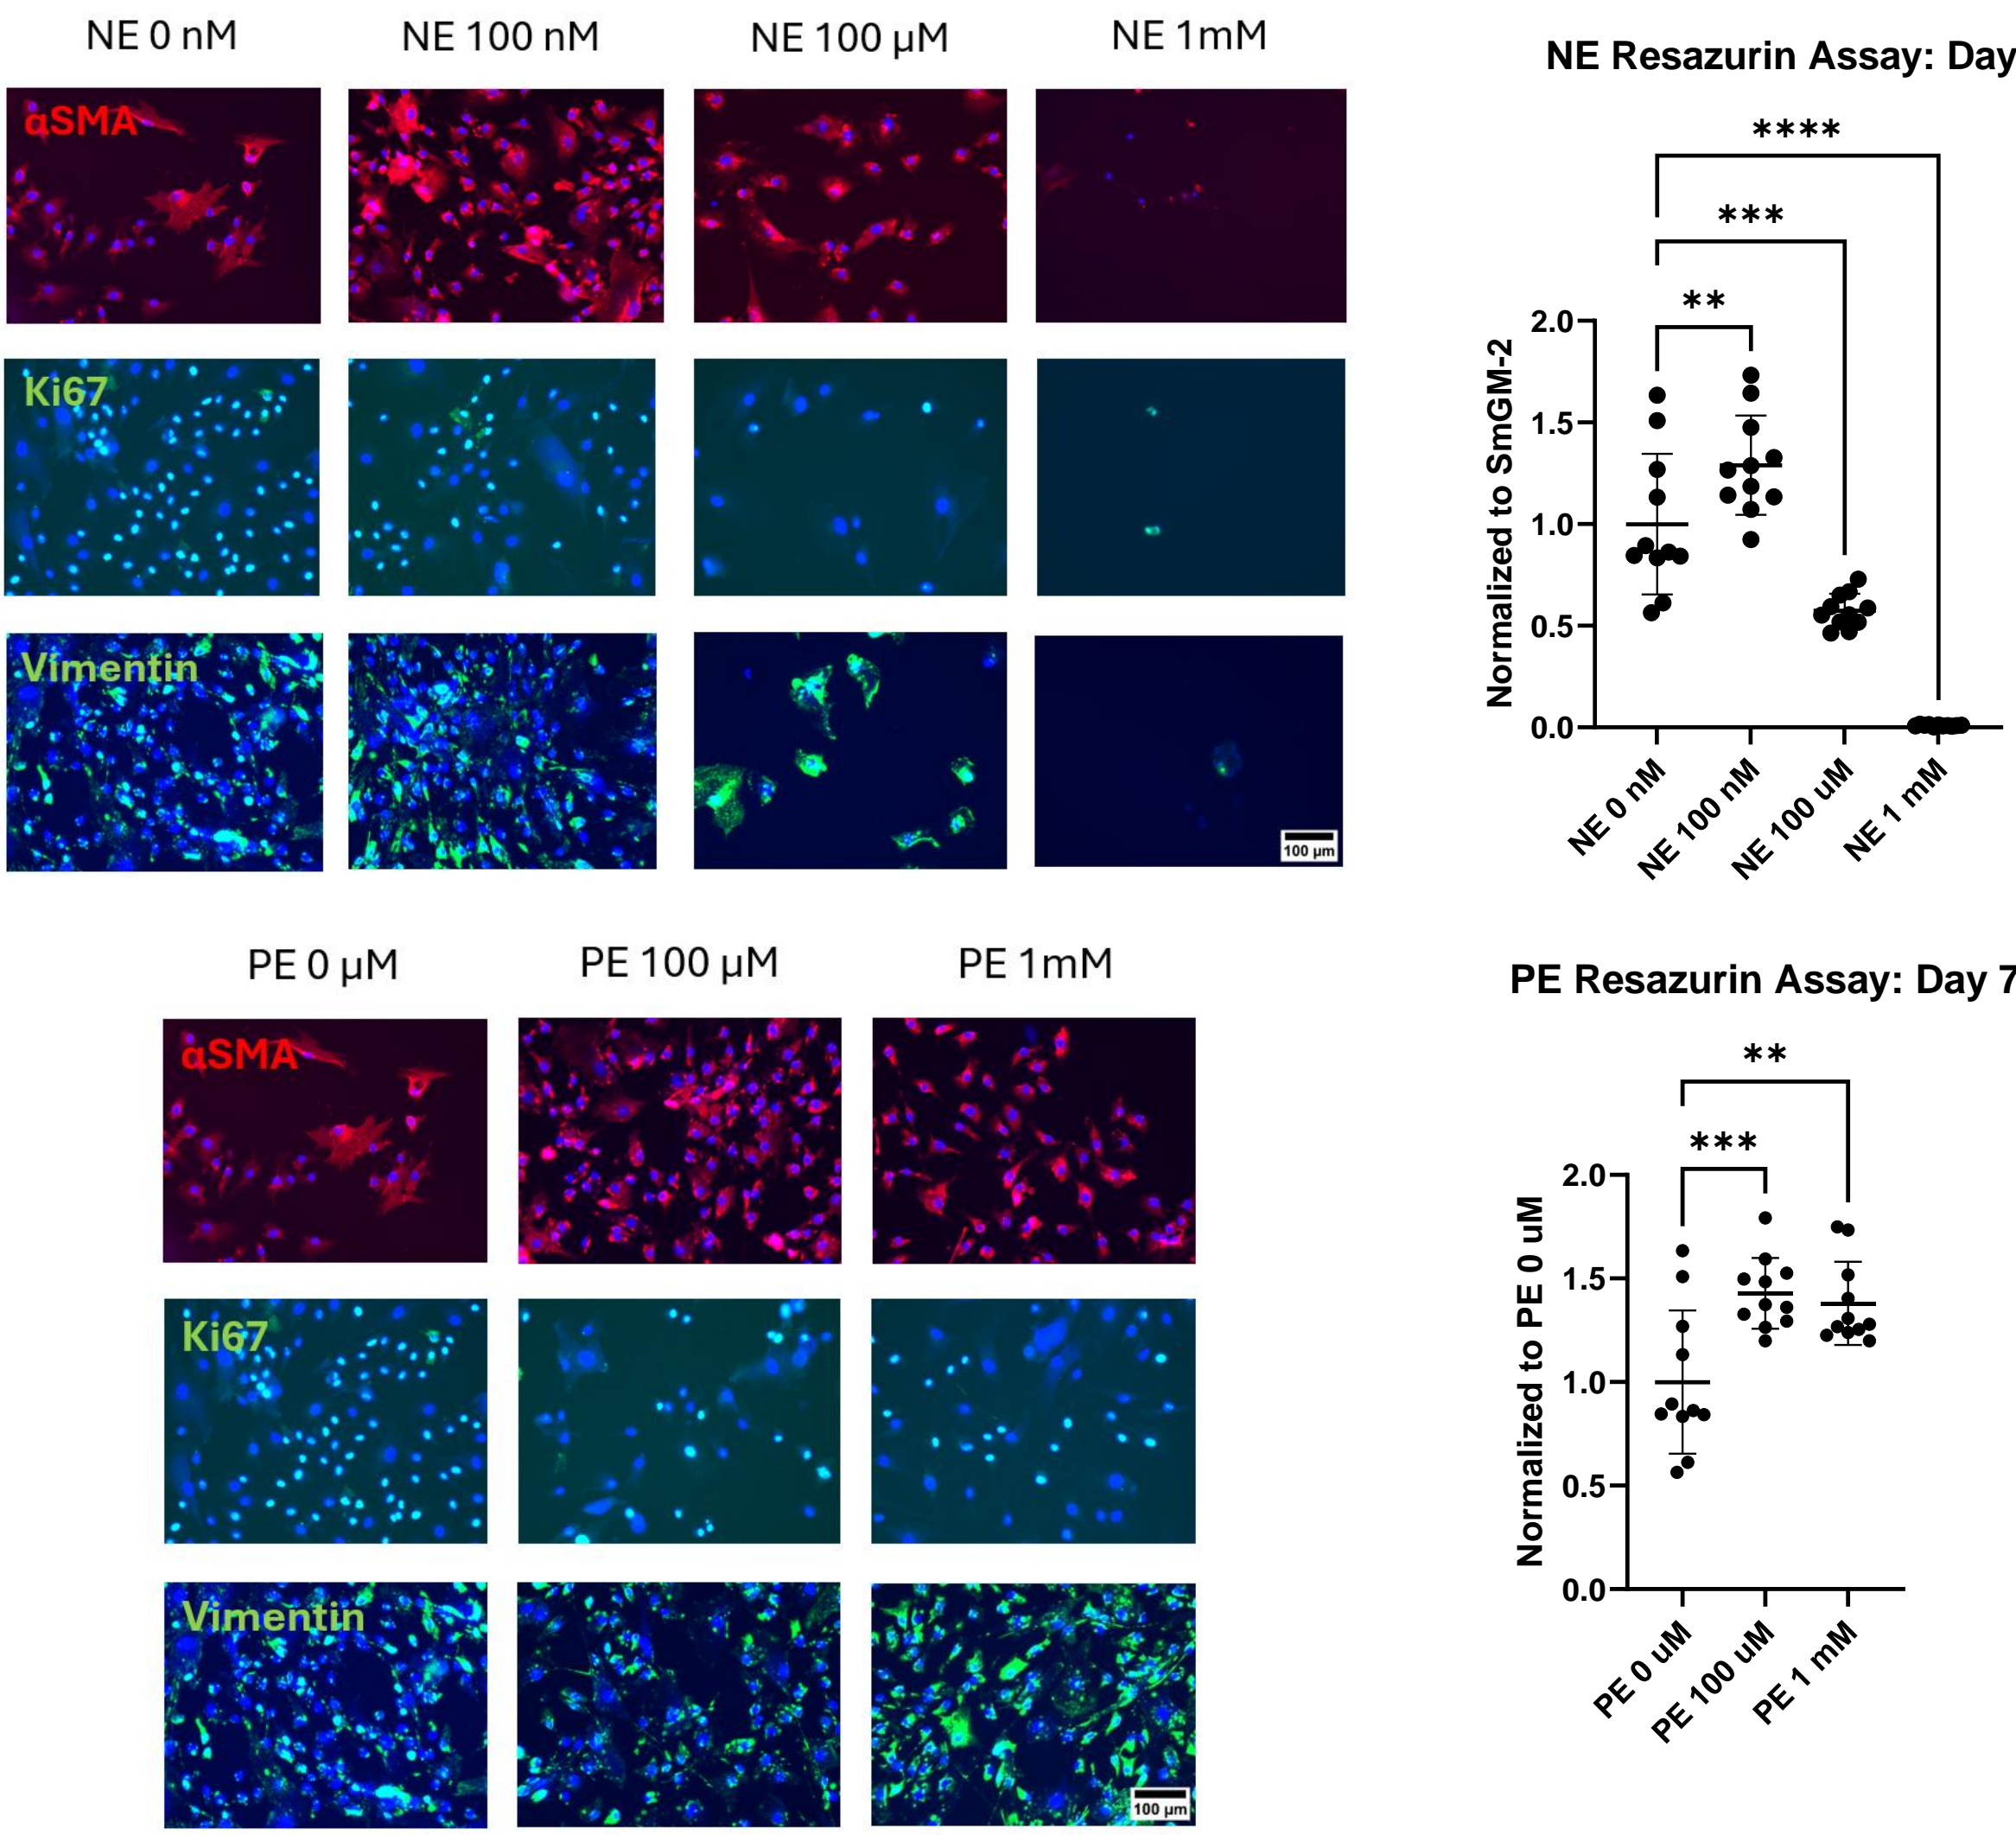 NE 0 nM
NE 100 nM
NE 100 µM
NE 1mM
αSMA
Ki67
Vimentin
100 µm
NE Resazurin Assay: Day
****
***
**
Normalized to SmGM-2
2.0
1.5
1.0
0.5
0.0
NE 0 nM
NE 100 nM
NE 100 uM
NE 1 mM
PE 0 µM
PE 100 µM
PE 1mM
αSMA
Ki67
Vimentin
100 µm
PE Resazurin Assay: Day 7
**
***
Normalized to PE 0 uM
2.0
1.5
1.0
0.5
0.0
PE 0 uM
PE 100 uM
PE 1 mM